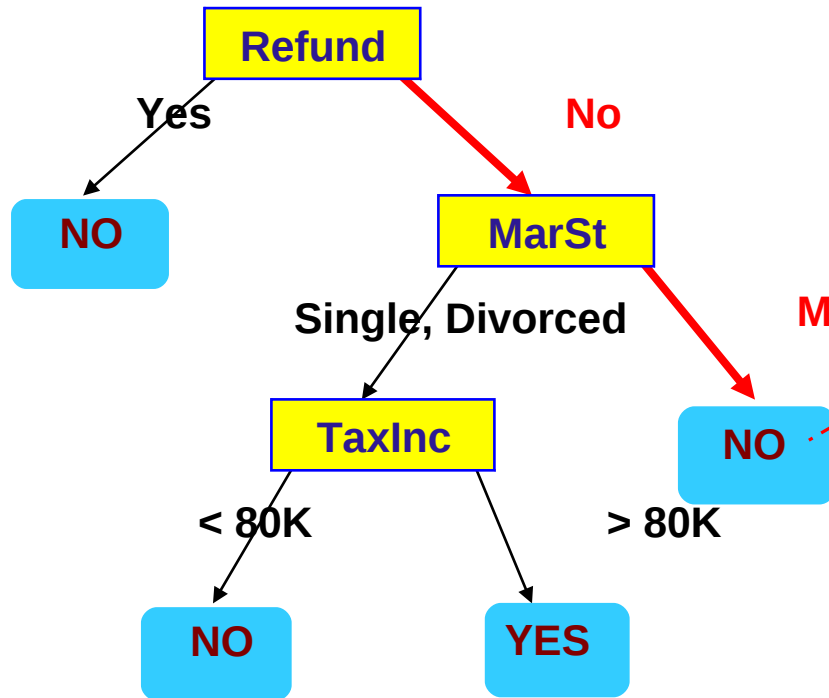 Refund
Yes
No
NO
MarSt
Single, Divorced
M
TaxInc
NO
< 80K
> 80K
NO
YES